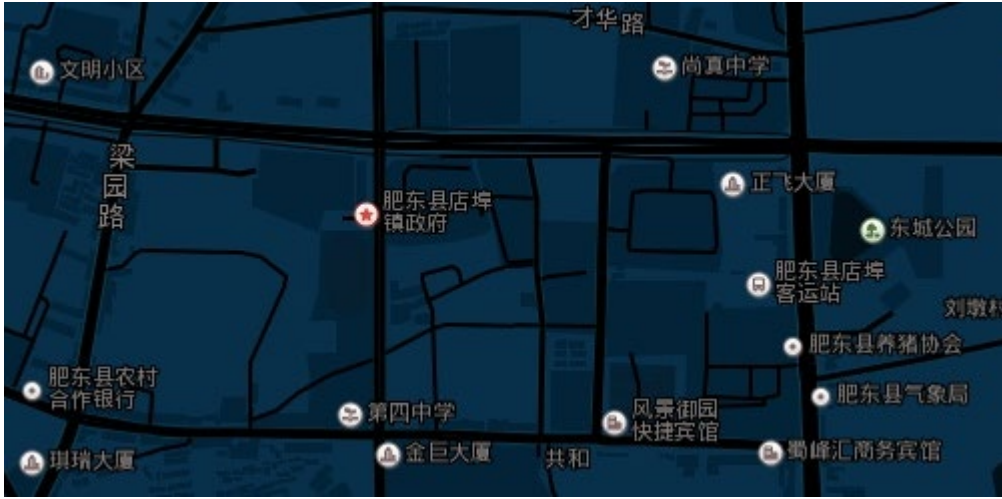 才华路
尚真中学
文明小区
梁园路
正飞大厦
肥东县店埠
镇政府
东城公园
肥东县店埠
客运站
刘墩村
肥东县养猪协会
肥东县农村
合作银行
肥东县气象局
第四中学
风景御园
快捷宾馆
金巨大厦
共和
蜀峰汇商务宾馆
琪瑞大厦